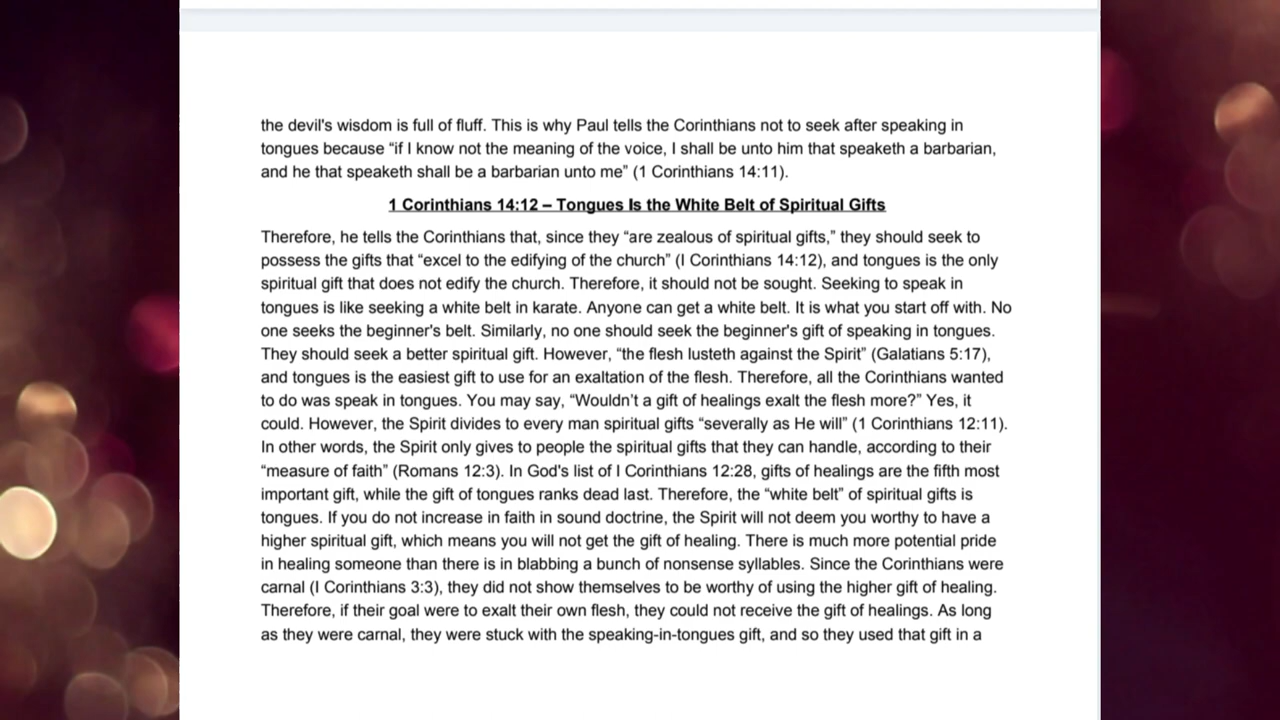 the devil's wisdom is full of fluff. This is why Paul tells the Corinthians not to seek after speaking in
tongues because “if I know not the meaning of the voice, I shall be unto him that speaketh a barbarian,
and he that speaketh shall be a barbarian unto me” (1 Corinthians 14:11).
1 Corinthians 14:12 – Tongues Is the White Belt of Spiritual Gifts
Therefore, he tells the Corinthians that, since they “are zealous of spiritual gifts,” they should seek to
possess the gifts that “excel to the edifying of the church” (I Corinthians 14:12), and tongues is the only
spiritual gift that does not edify the church. Therefore, it should not be sought. Seeking to speak in
tongues is like seeking a white belt in karate. Anyone can get a white belt. It is what you start off with. No
one seeks the beginner's belt. Similarly, no one should seek the beginner's gift of speaking in tongues.
They should seek a better spiritual gift. However, “the flesh lusteth against the Spirit” (Galatians 5:17),
and tongues is the easiest gift to use for an exaltation of the flesh. Therefore, all the Corinthians wanted
to do was speak in tongues. You may say, “Wouldn’t a gift of healings exalt the flesh more?” Yes, it
could. However, the Spirit divides to every man spiritual gifts “severally as He will” (1 Corinthians 12:11).
In other words, the Spirit only gives to people the spiritual gifts that they can handle, according to their
“measure of faith” (Romans 12:3). In God's list of I Corinthians 12:28, gifts of healings are the fifth most
important gift, while the gift of tongues ranks dead last. Therefore, the “white belt” of spiritual gifts is
tongues. If you do not increase in faith in sound doctrine, the Spirit will not deem you worthy to have a
higher spiritual gift, which means you will not get the gift of healing. There is much more potential pride
in healing someone than there is in blabbing a bunch of nonsense syllables. Since the Corinthians were
carnal (I Corinthians 3:3), they did not show themselves to be worthy of using the higher gift of healing.
Therefore, if their goal were to exalt their own flesh, they could not receive the gift of healings. As long
as they were carnal, they were stuck with the speaking-in-tongues gift, and so they used that gift in a